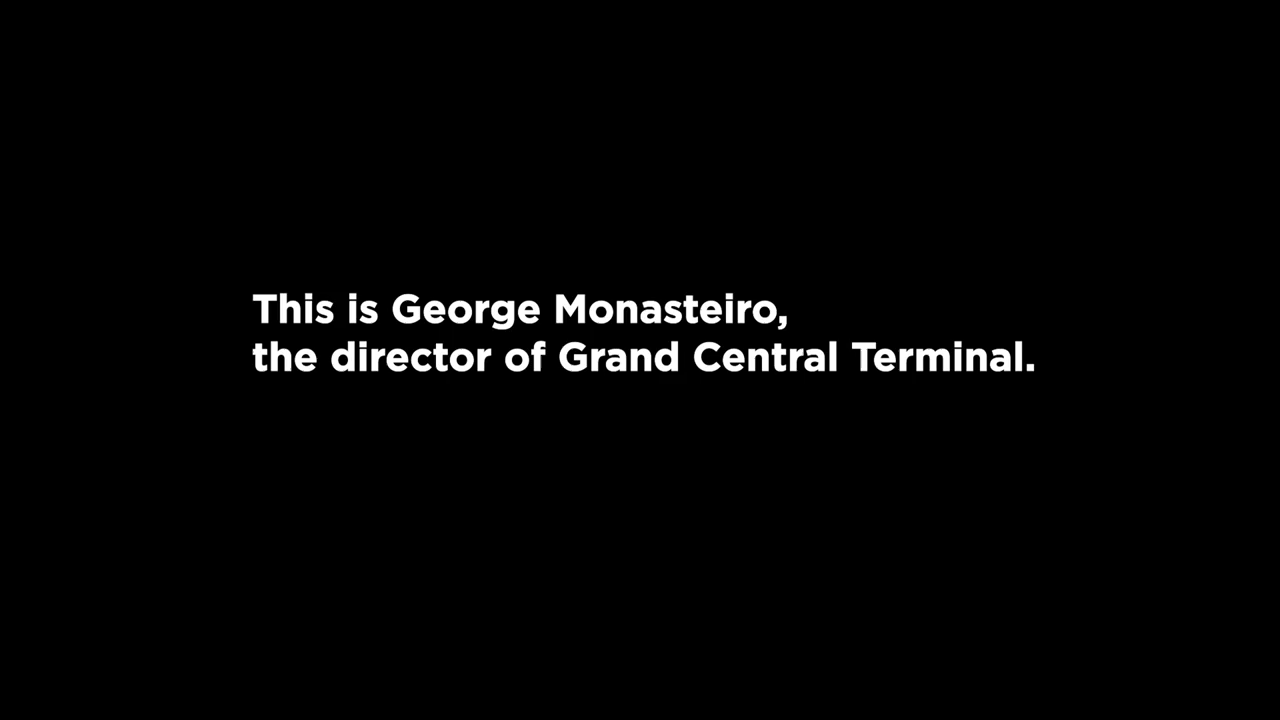 This is George Monasteiro,
the director of Grand Central Terminal.